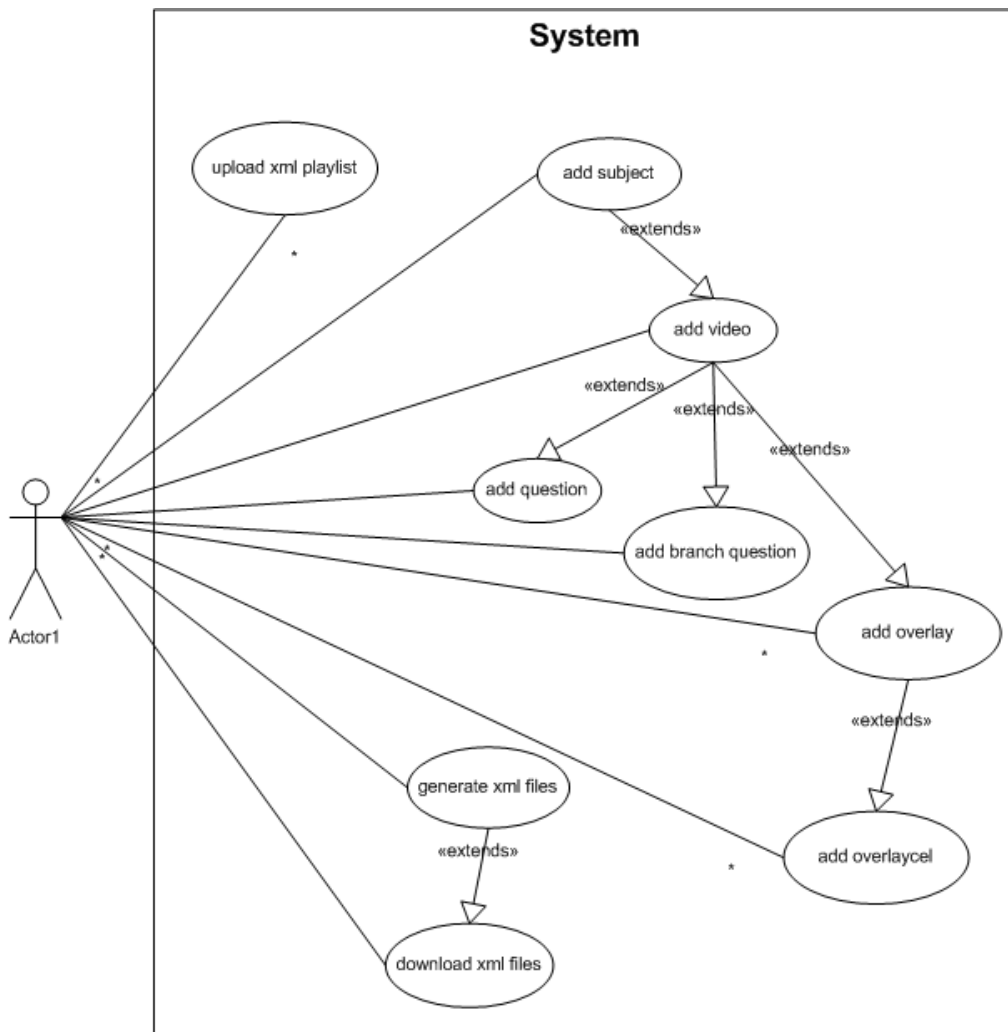 System
upload xml playlist
add subject
«extends»
*
add video
«extends»
«extends»
«extends»
*
add question
add branch question
*
*
Actor1
add overlay
*
«extends»
generate xml files
«extends»
add overlaycel
*
download xml files